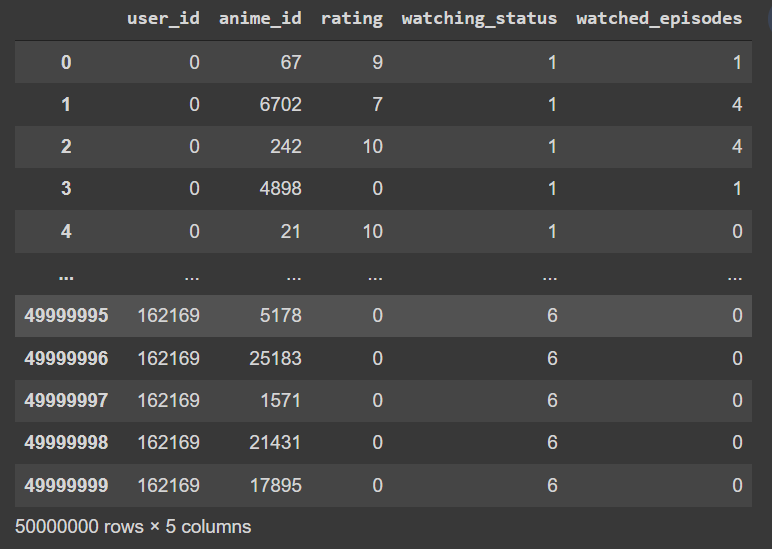 user_id anime_id rating watching_status watched_episodes
0 0 67 9 1 1
1 0 6702 7 1 4
2 0 242 10 1 4
3 0 4898 0 1 1
4 0 21 10 1 0
... ... ... ... ... ...
49999995 162169 5178 0 6 0
49999996 162169 25183 0 6 0
49999997 162169 1571 0 6 0
49999998 162169 21431 0 6 0
49999999 162169 17895 0 6 0
50000000 rows × 5 columns